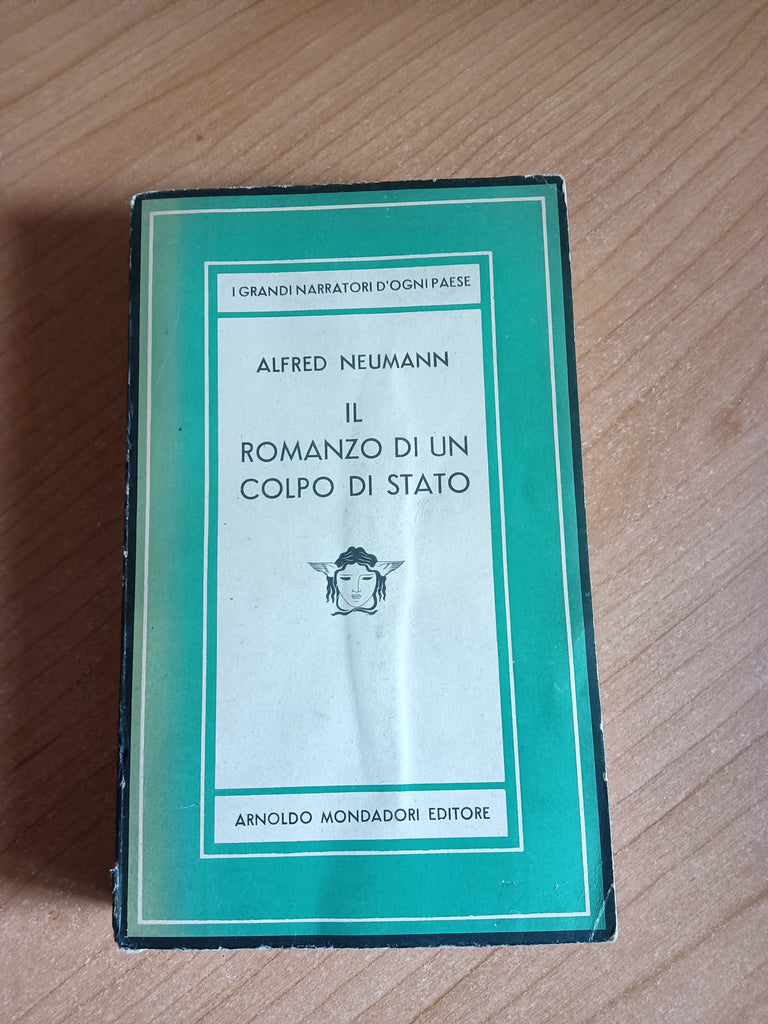 I GRANDI NARRATORI D'OGNI PAESE
ALFRED NEUMANN
IL
ROMANZO DI UN
COLPO DI STATO
ARNOLDO MONDADORI EDITORE